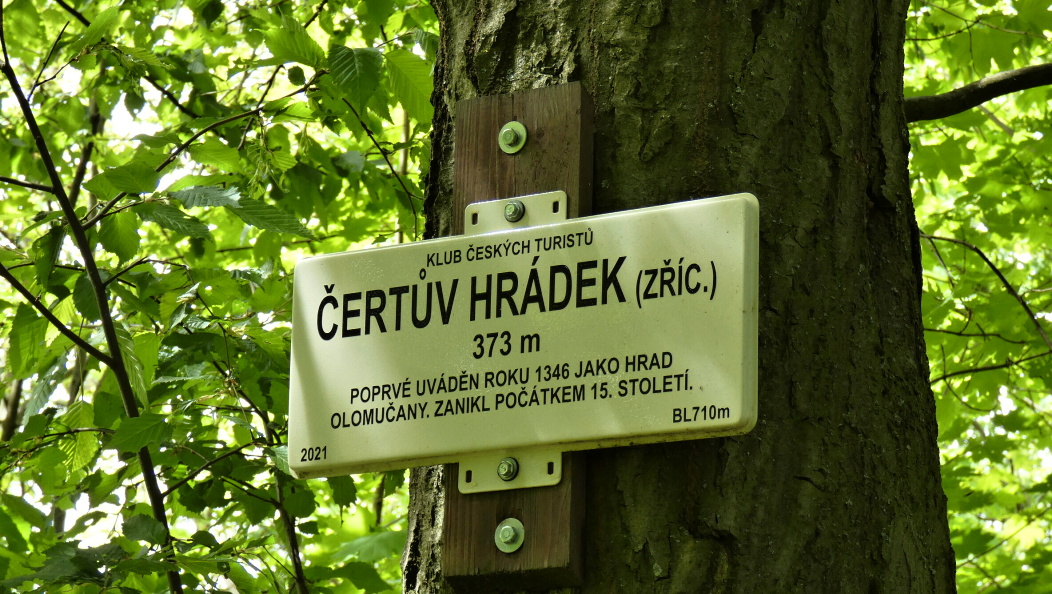 KLUB ČESKÝCH TURISTŮ
ČERTŮV HRÁDEK (ZŘÍC.)
373 m
POPRVÉ UVÁDĚN ROKU 1346 JAKO HRAD
OLOMUČANY. ZANIKL POČÁTKEM 15. STOLETÍ.
2021
BL710m